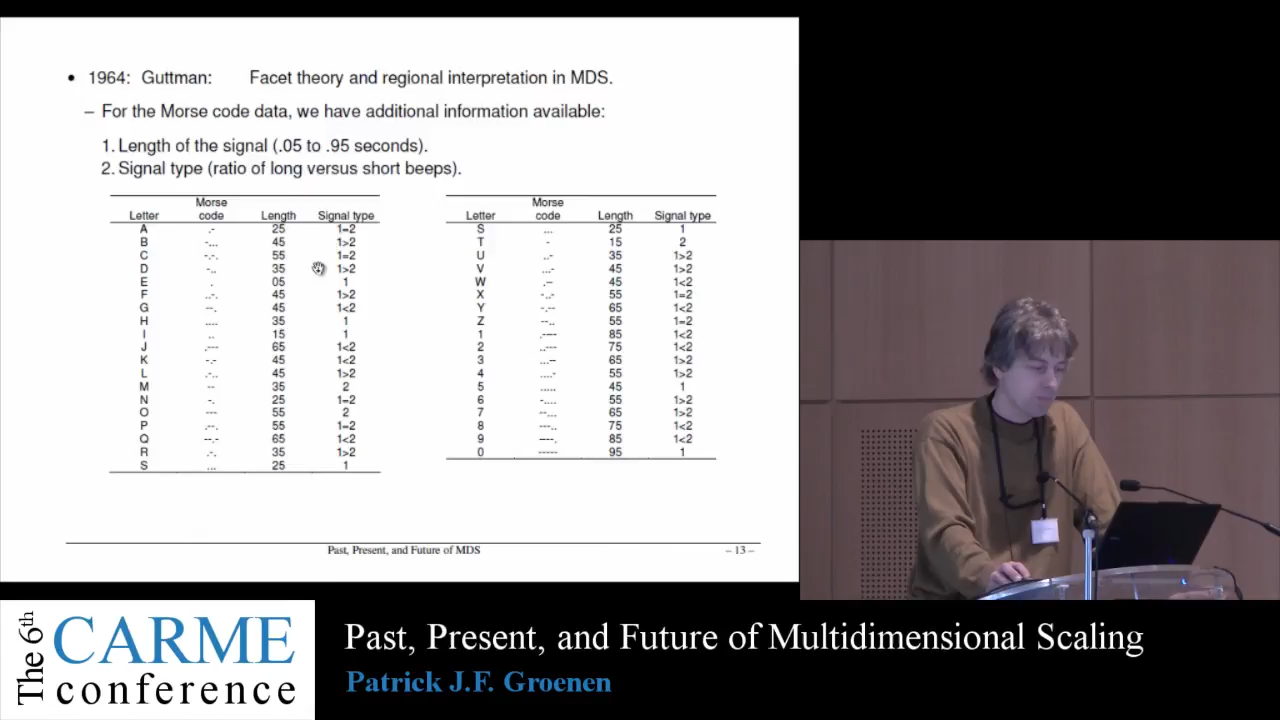 • 1964: Guttman: Facet theory and regional interpretation in MDS.
– For the Morse code data, we have additional information available:
1. Length of the signal (.05 to .95 seconds).
2. Signal type (ratio of long versus short beeps).
Letter Morse code Length Signal type
A .- 25 1=2
B -... 45 1>2
C -.-. 55 1=2
D -.. 35 1>2
E . 05 1
F ..-. 45 1>2
G --. 45 1<2
H .... 35 1
I .. 15 1
J .--- 65 1<2
K -.- 45 1<2
L .-.. 45 1>2
M -- 35 2
N -. 25 1=2
O --- 55 2
P .--. 55 1=2
Q --.- 65 1<2
R .-. 35 1>2
S ... 25 1
Letter Morse code Length Signal type
S ... 25 1
T - 15 2
U ..- 35 1>2
V ...- 45 1>2
W .-- 45 1<2
X -..- 55 1=2
Y -.-- 65 1<2
Z --.. 55 1=2
1 .---- 85 1<2
2 ..--- 75 1<2
3 ...-- 65 1>2
4 ....- 55 1>2
5 ..... 45 1
6 -.... 55 1>2
7 --... 65 1>2
8 ---.. 75 1<2
9 ----. 85 1<2
0 ----- 95 1
Past, Present, and Future of MDS – 13 –
The 6th CARME conference
Past, Present, and Future of Multidimensional Scaling
Patrick J.F. Groenen